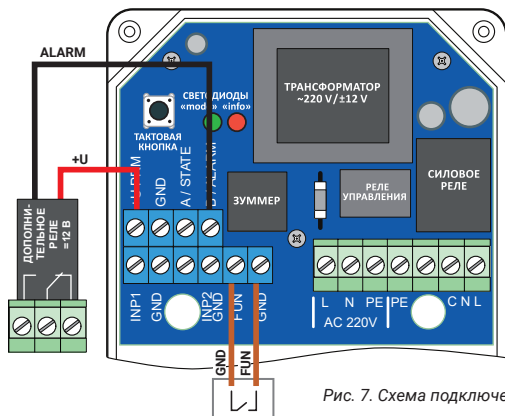 ALARM
+U
ДОПОЛНИ-
ТЕЛЬНОЕ
РЕЛЕ
= 12 В
ТАКТОВАЯ
КНОПКА
СВЕТОДИОДЫ
«mode» «info»
ТРАНСФОРМАТОР
~220 V/±12 V
ЗУММЕР
РЕЛЕ
УПРАВЛЕНИЯ
СИЛОВОЕ
РЕЛЕ
GND
A / STATE
B / ALARM
INP1
GND
INP2
GND
FUN
GND
L N PE PE C N L
AC 220V
GND
FUN
Рис. 7. Схема подключе